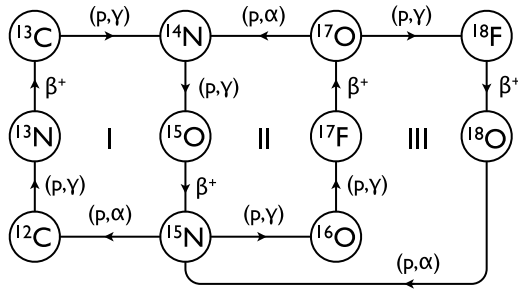 (p,γ) (p,α) (p,γ)
¹³C ¹⁴N ¹⁷O ¹⁸F
β⁺ (p,γ) β⁺ β⁺
¹³N I ¹⁵O II ¹⁷F III ¹⁸O
(p,γ) β⁺ (p,γ)
(p,α) (p,γ)
¹²C ¹⁵N ¹⁶O
(p,α)